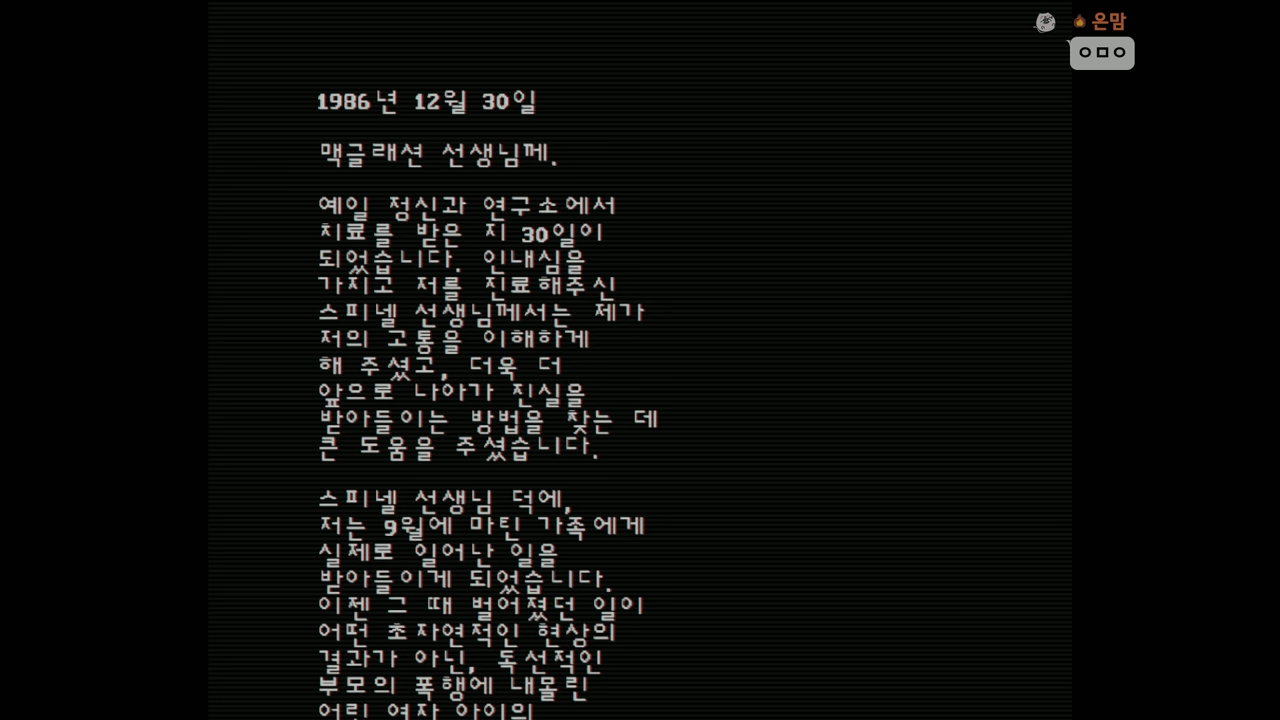 은맘
ㅇㅁㅇ
1986년 12월 30일
맥글래션 선생님께.
예일 정신과 연구소에서
치료를 받은 지 30일이
되었습니다. 인내심을
가지고 저를 진료해주신
스피넬 선생님께서는 제가
저의 고통을 이해하게
해 주셨고, 더욱 더
앞으로 나아가 진실을
받아들이는 방법을 찾는 데
큰 도움을 주셨습니다.
스피넬 선생님 덕에,
저는 9월에 마틴 가족에게
실제로 일어난 일을
받아들이게 되었습니다.
이젠 그 때 벌어졌던 일이
어떤 초자연적인 현상의
결과가 아닌, 독선적인
부모의 폭행에 내몰린
어린 여자 아이의